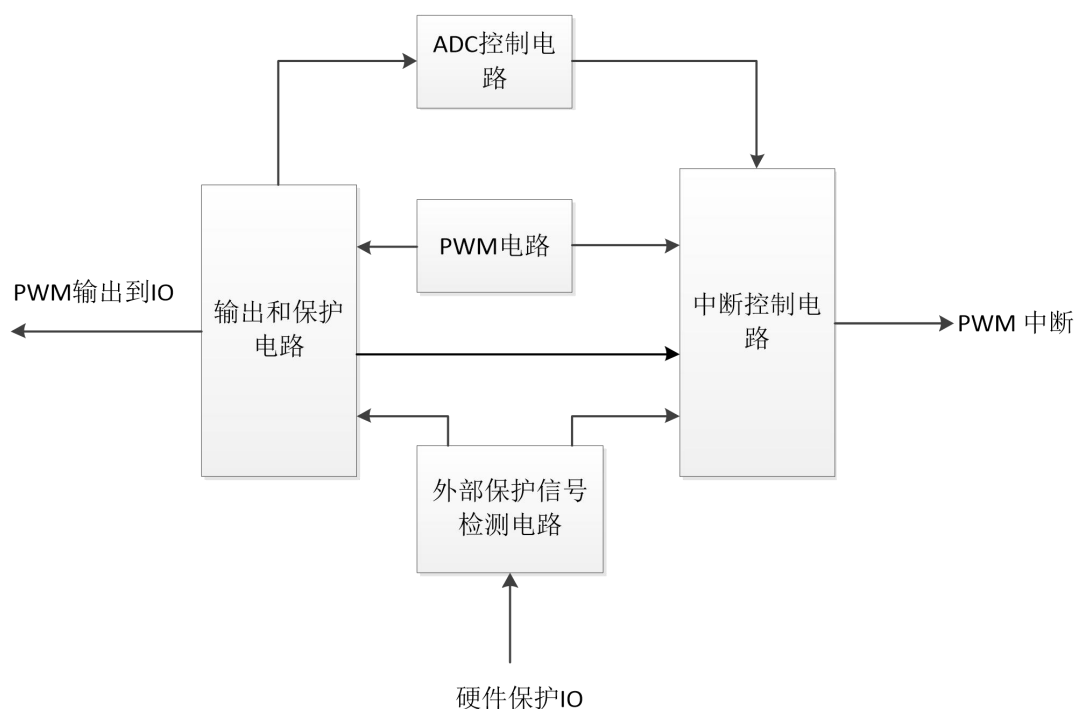 ADC控制电
路
PWM电路
PWM输出到IO
输出和保护
电路
中断控制电
路
PWM 中断
外部保护信号
检测电路
硬件保护IO